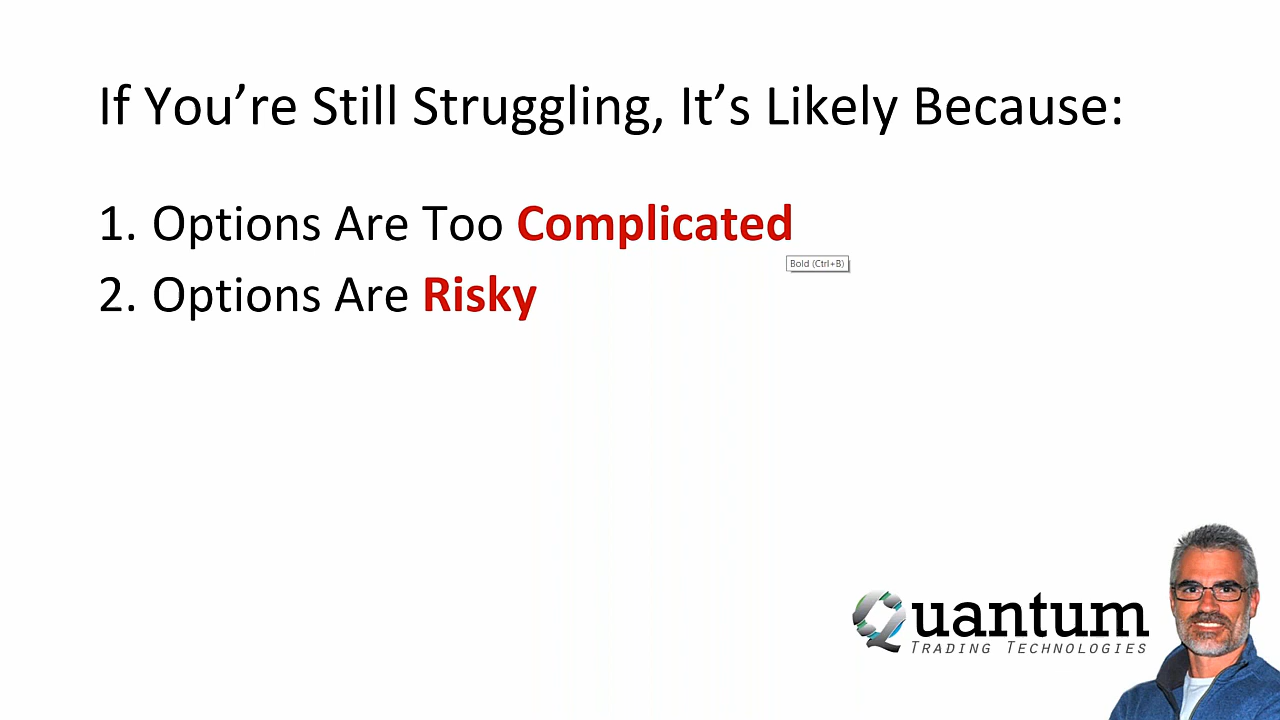 If You’re Still Struggling, It’s Likely Because:
1. Options Are Too Complicated
Bold (Ctrl+B)
2. Options Are Risky
Quantum
TRADING TECHNOLOGIES